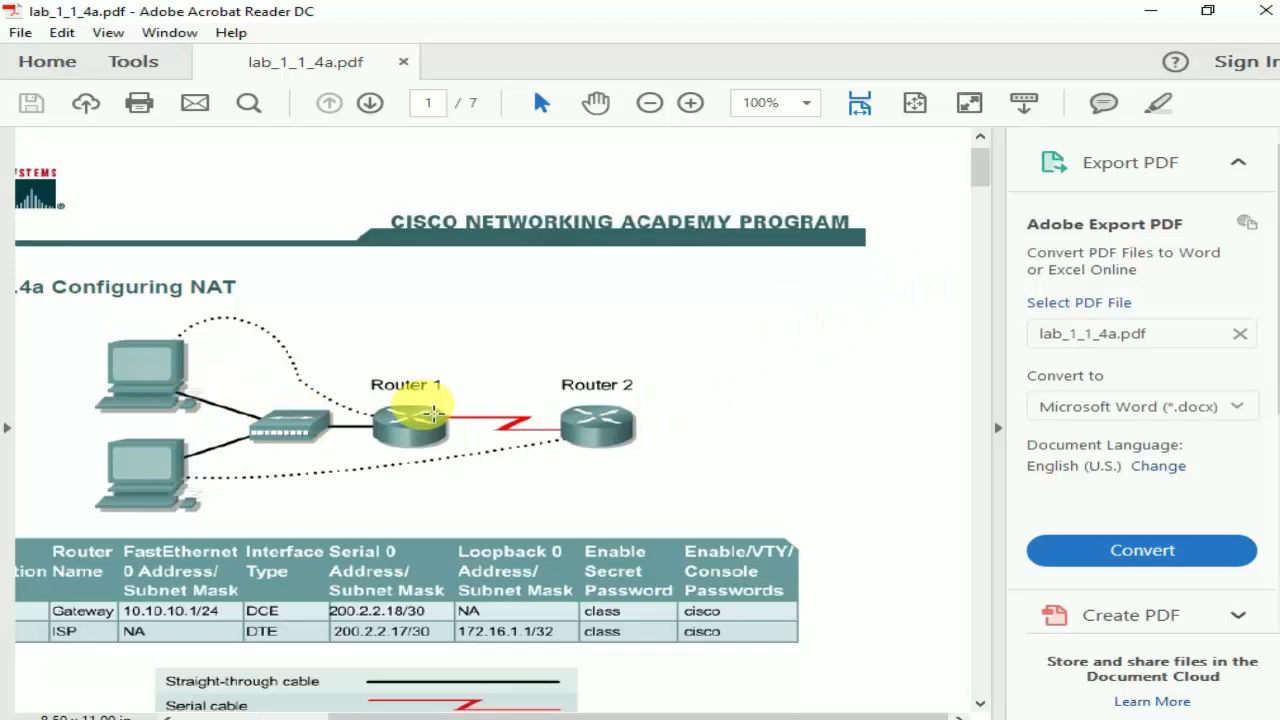 lab_1_1_4a.pdf - Adobe Acrobat Reader DC
File Edit View Window Help
Home Tools lab_1_1_4a.pdf Sign In
1 / 7 100%
STEMS
CISCO NETWORKING ACADEMY PROGRAM
.4a Configuring NAT
Router 1 Router 2
Router FastEthernet Interface Serial 0 Loopback 0 Enable Enable/VTY/
tion Name 0 Address/ Type Address/ Address/ Secret Console
Subnet Mask Subnet Mask Subnet Mask Password Passwords
Gateway 10.10.10.1/24 DCE 200.2.2.18/30 NA class cisco
ISP NA DTE 200.2.2.17/30 172.16.1.1/32 class cisco
Straight-through cable
Serial cable
8.50 x 11.00 in
Export PDF
Adobe Export PDF
Convert PDF Files to Word
or Excel Online
Select PDF File
lab_1_1_4a.pdf
Convert to
Microsoft Word (*.docx)
Document Language:
English (U.S.) Change
Convert
Create PDF
Store and share files in the
Document Cloud
Learn More